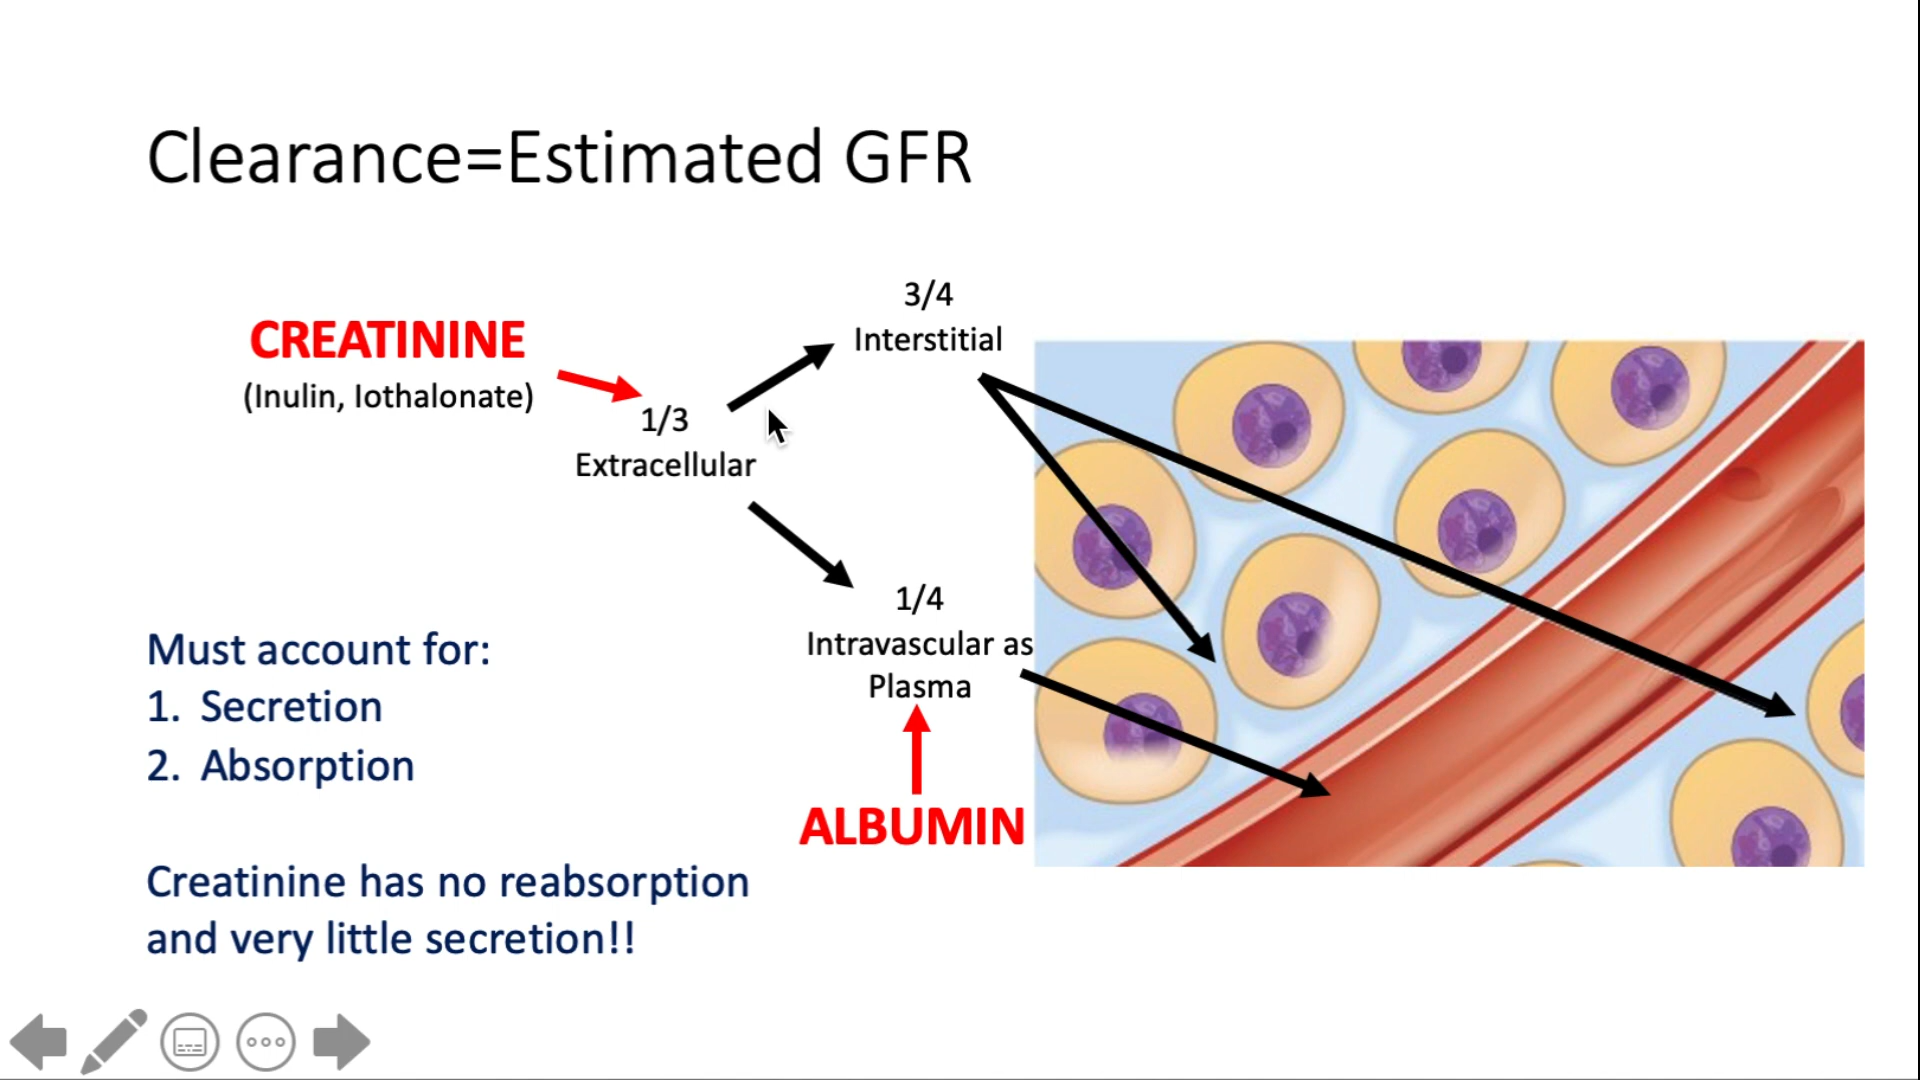 Clearance=Estimated GFR
3/4
Interstitial
CREATININE
(Inulin, Iothalonate)
1/3
Extracellular
1/4
Intravascular as
Plasma
ALBUMIN
Must account for:
1. Secretion
2. Absorption
Creatinine has no reabsorption
and very little secretion!!